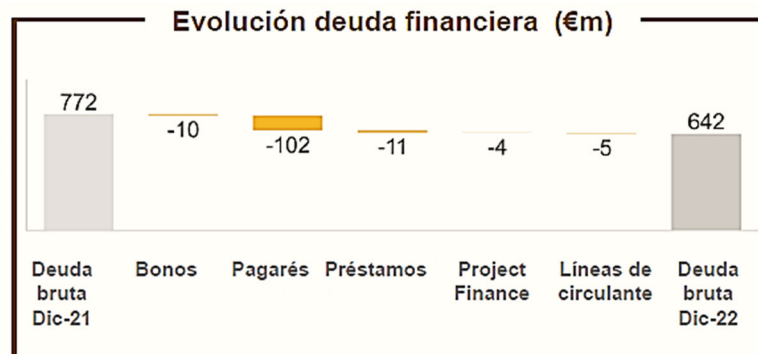 Evolución deuda financiera (€m)
772
-10
-102
-11
-4
-5
642
Deuda bruta Dic-21
Bonos
Pagarés
Préstamos
Project Finance
Líneas de circulante
Deuda bruta Dic-22